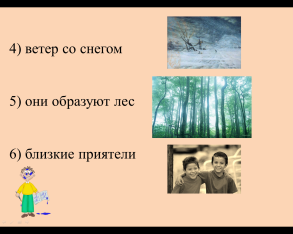 4) ветер со снегом
5) они образуют лес
6) близкие приятели